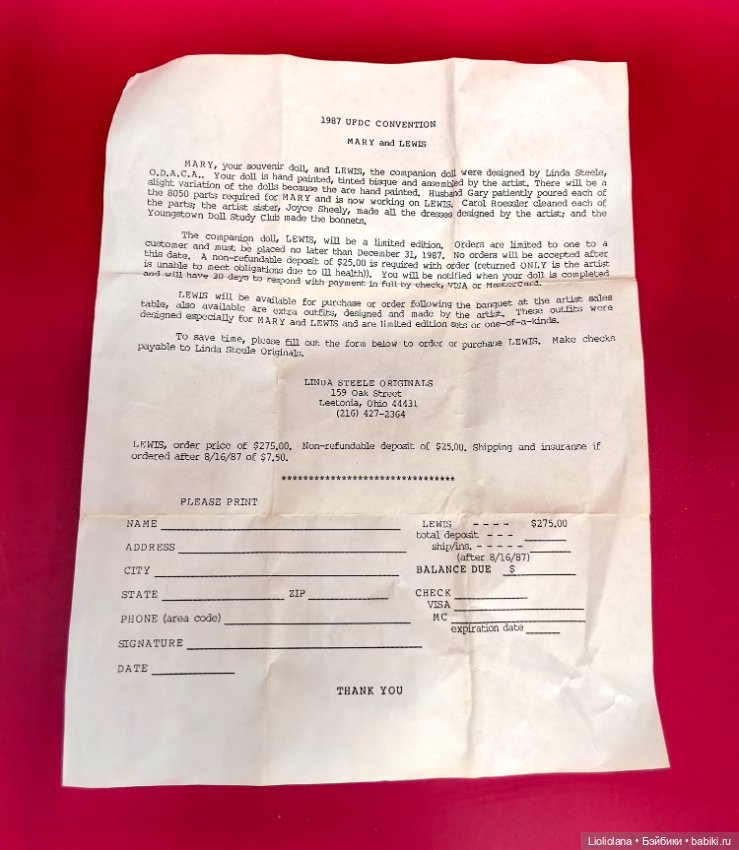 1987 UFDC CONVENTION
MARY and LEWIS
MARY, your souvenir doll, and LEWIS, the companion doll were designed by Linda Steele,
O.D.A.C.A.. Your doll is hand painted, tinted bisque and assembled by the artist. There will be a
slight variation of the dolls because the are hand painted. Husband Gary patiently poured each of
the 8050 parts required for MARY and is now working on LEWIS. Carol Roessler cleaned each of
the parts; the artist sister, Joyce Sheely, made all the dresses designed by the artist; and the
Youngstown Doll Study Club made the bonnets.
The companion doll, LEWIS, will be a limited edition. Orders are limited to one to a
customer and must be placed no later than December 31, 1987. No orders will be accepted after
this date. A non-refundable deposit of $25.00 is required with order (returned ONLY is the artist
is unable to meet obligations due to ill health)). You will be notified when your doll is completed
and will have 30 days to respond with payment in full by check, VISA or MasterCard.
LEWIS will be available for purchase or order following the banquet at the artist sales
table, also available are extra outfits, designed and made by the artist. These outfits were
designed especially for MARY and LEWIS and are limited edition sets or one-of-a-kinds.
To save time, please fill out the form below to order or purchase LEWIS. Make checks
payable to Linda Steele Originals.
LINDA STEELE ORIGINALS
159 Oak Street
Leetonia, Ohio 44431
(216) 427-2364
LEWIS, order price of $275.00. Non-refundable deposit of $25.00. Shipping and insuranse if
ordered after 8/16/87 of $7.50.
*********************************
PLEASE PRINT
NAME
ADDRESS
CITY
STATE ZIP
PHONE (area code)
SIGNATURE
DATE
LEWIS - - - - $275.00
total deposit - - -
ship/ins. - - - - - -
(after 8/16/87)
BALANCE DUE $
CHECK
VISA
MC
expiration date
THANK YOU
Lioliolana • Бэйбики • babiki.ru